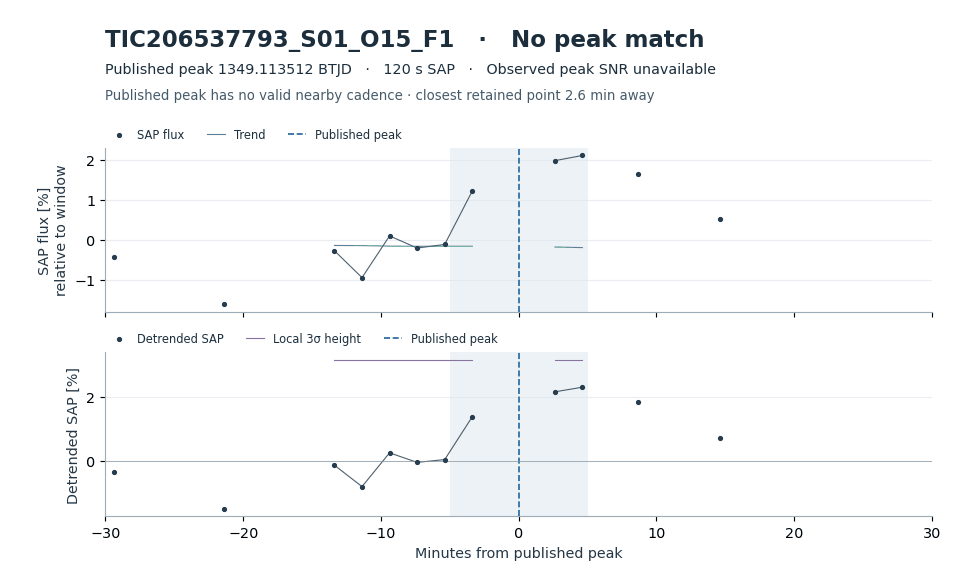 TIC206537793_S01_O15_F1 · No peak match
Published peak 1349.113512 BTJD · 120 s SAP · Observed peak SNR unavailable
Published peak has no valid nearby cadence · closest retained point 2.6 min away
SAP flux Trend Published peak
SAP flux [%]
relative to window
2
1
0
−1
Detrended SAP Local 3σ height Published peak
Detrended SAP [%]
2
0
−30 −20 −10 0 10 20 30
Minutes from published peak